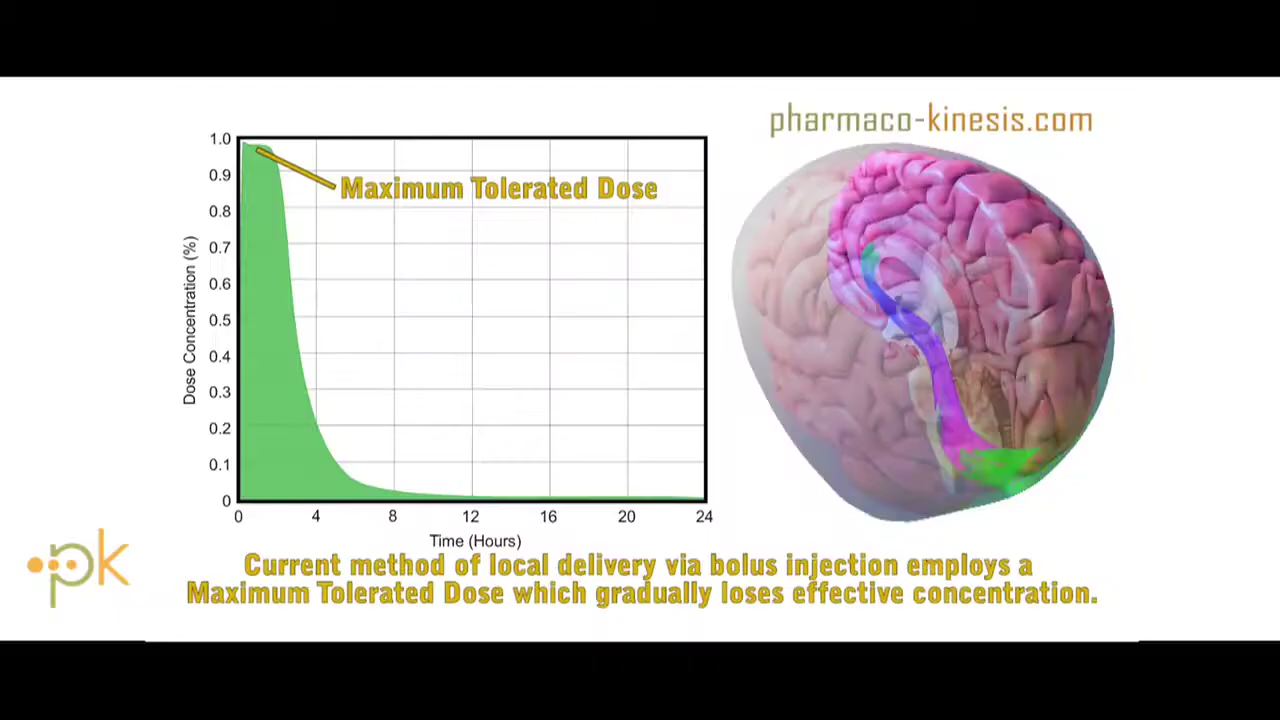 pharmaco-kinesis.com
1.0
0.9
0.8
0.7
0.6
0.5
0.4
0.3
0.2
0.1
0
Dose Concentration (%)
Maximum Tolerated Dose
0 4 8 12 16 20 24
Time (Hours)
pk
Current method of local delivery via bolus injection employs a
Maximum Tolerated Dose which gradually loses effective concentration.